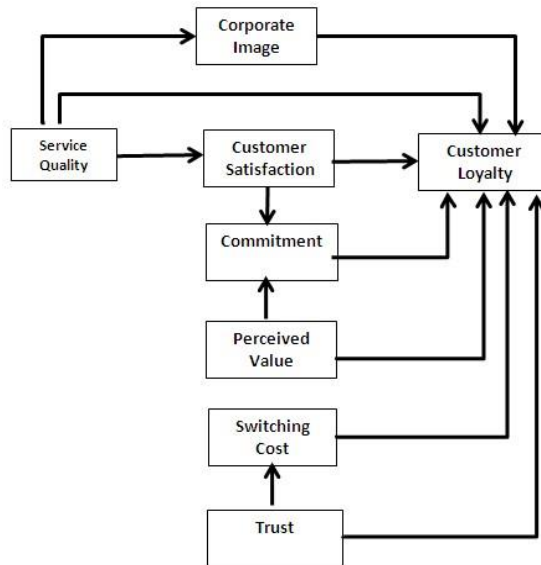 Corporate
Image
Service
Quality
Customer
Satisfaction
Customer
Loyalty
Commitment
Perceived
Value
Switching
Cost
Trust